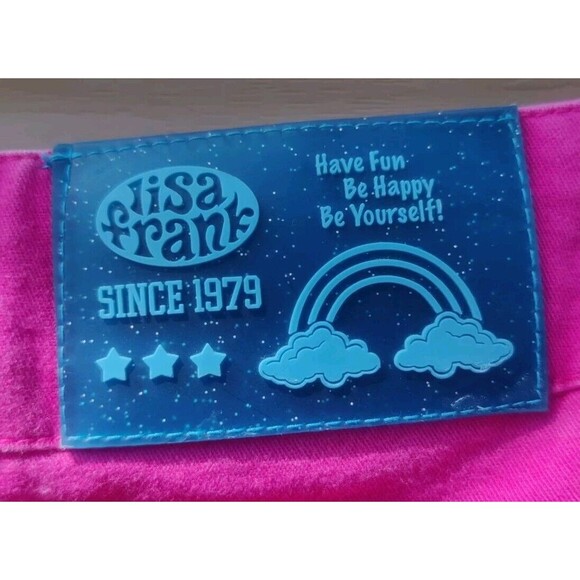 lisa
frank
SINCE 1979
Have Fun
Be Happy
Be Yourself!